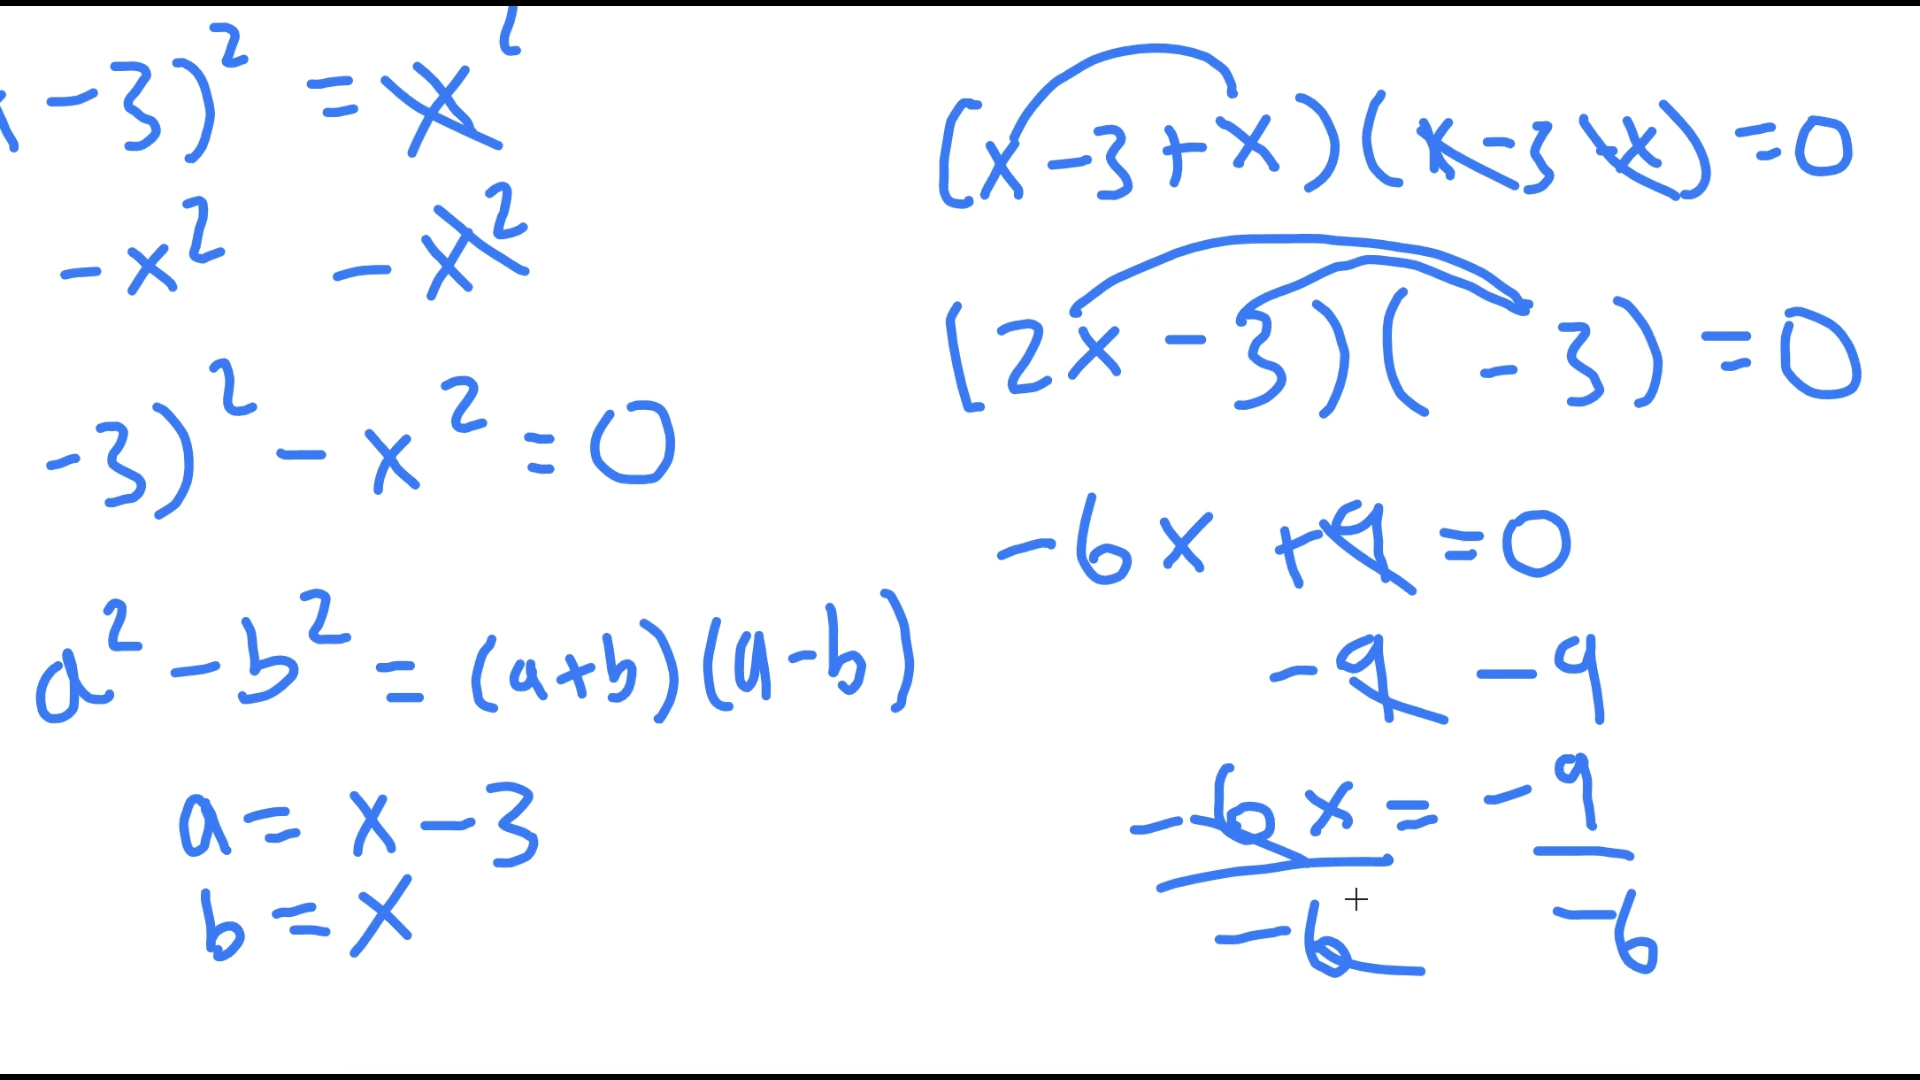 -3)² = x²
-x² -x²
-3)² - x² = 0
a² - b² = (a+b)(a-b)
a = x-3
b = x
(x-3+x)(x-3-x) = 0
(2x-3)(-3) = 0
-6x +9 = 0
-9 -9
-6x = -9
-6 -6